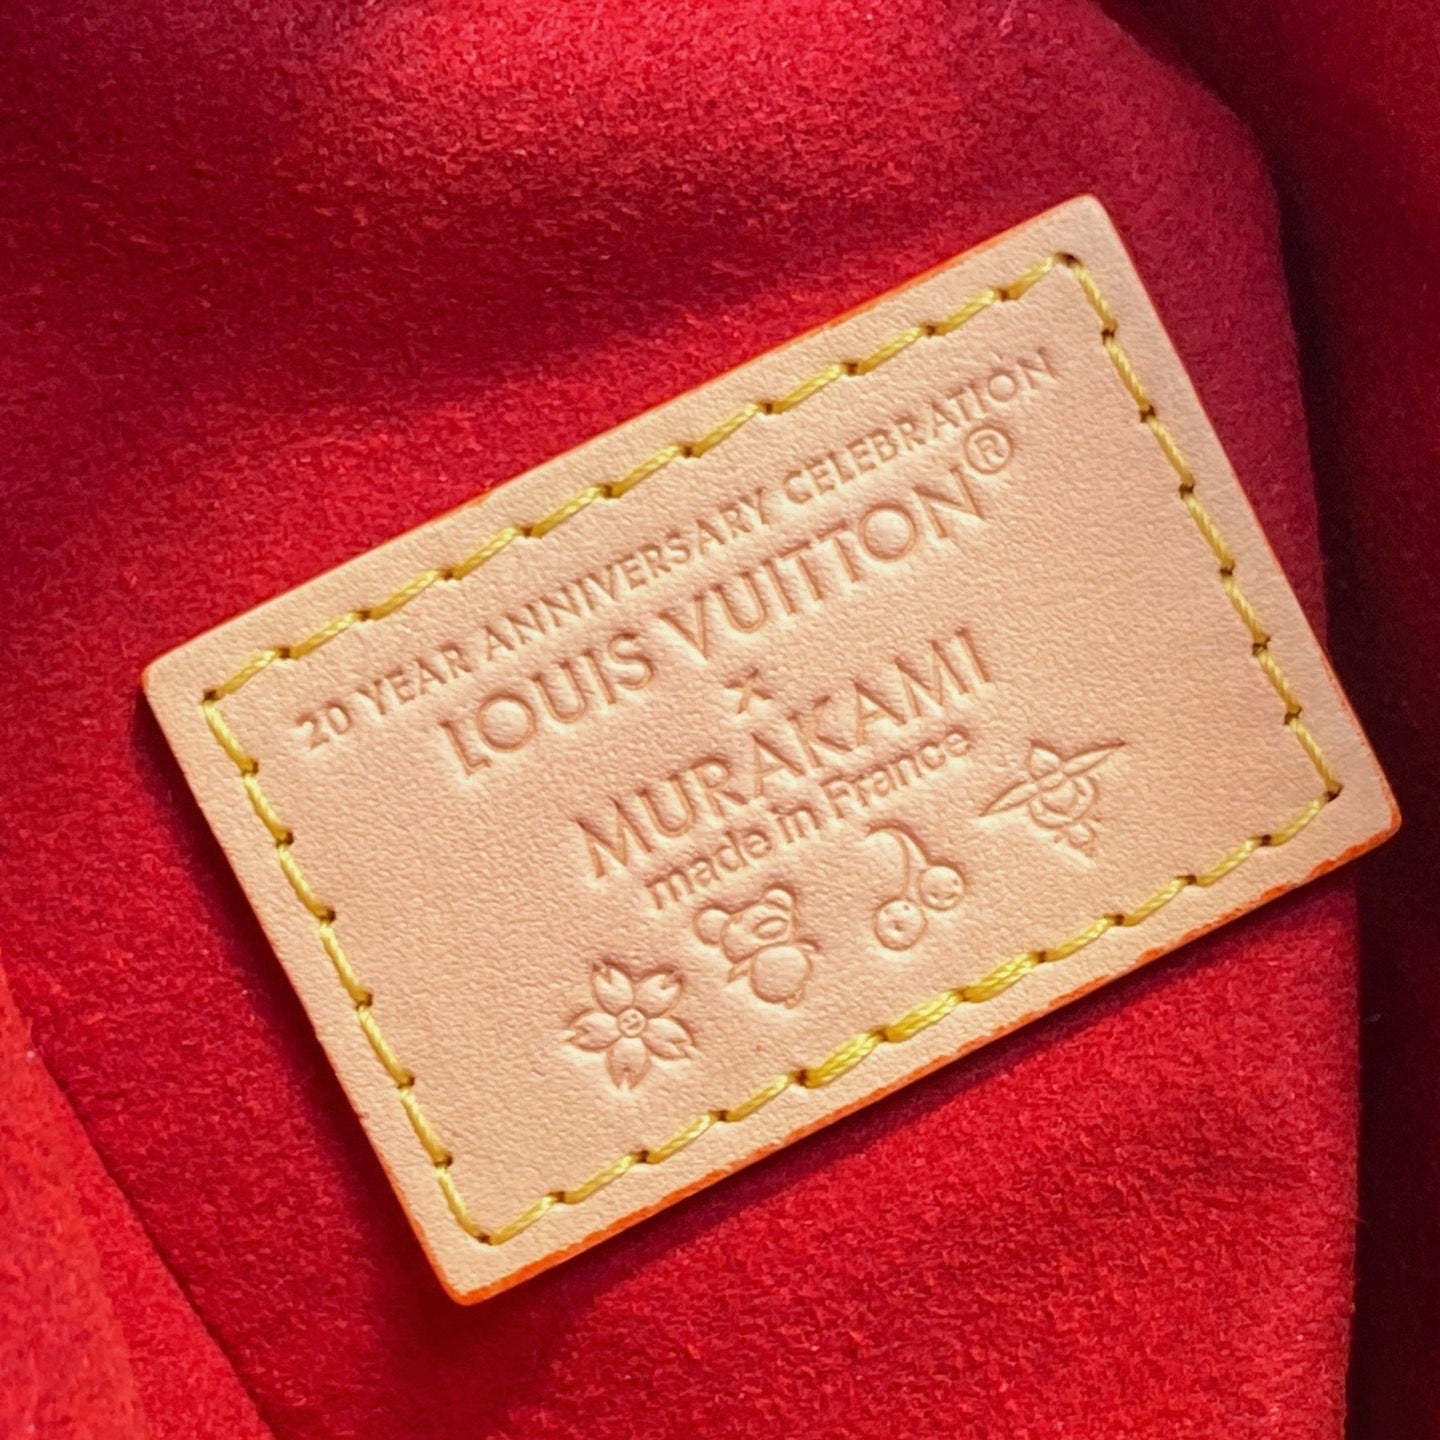 20 YEAR ANNIVERSARY CELEBRATION
LOUIS VUITTON®
x
MURAKAMI
made in France